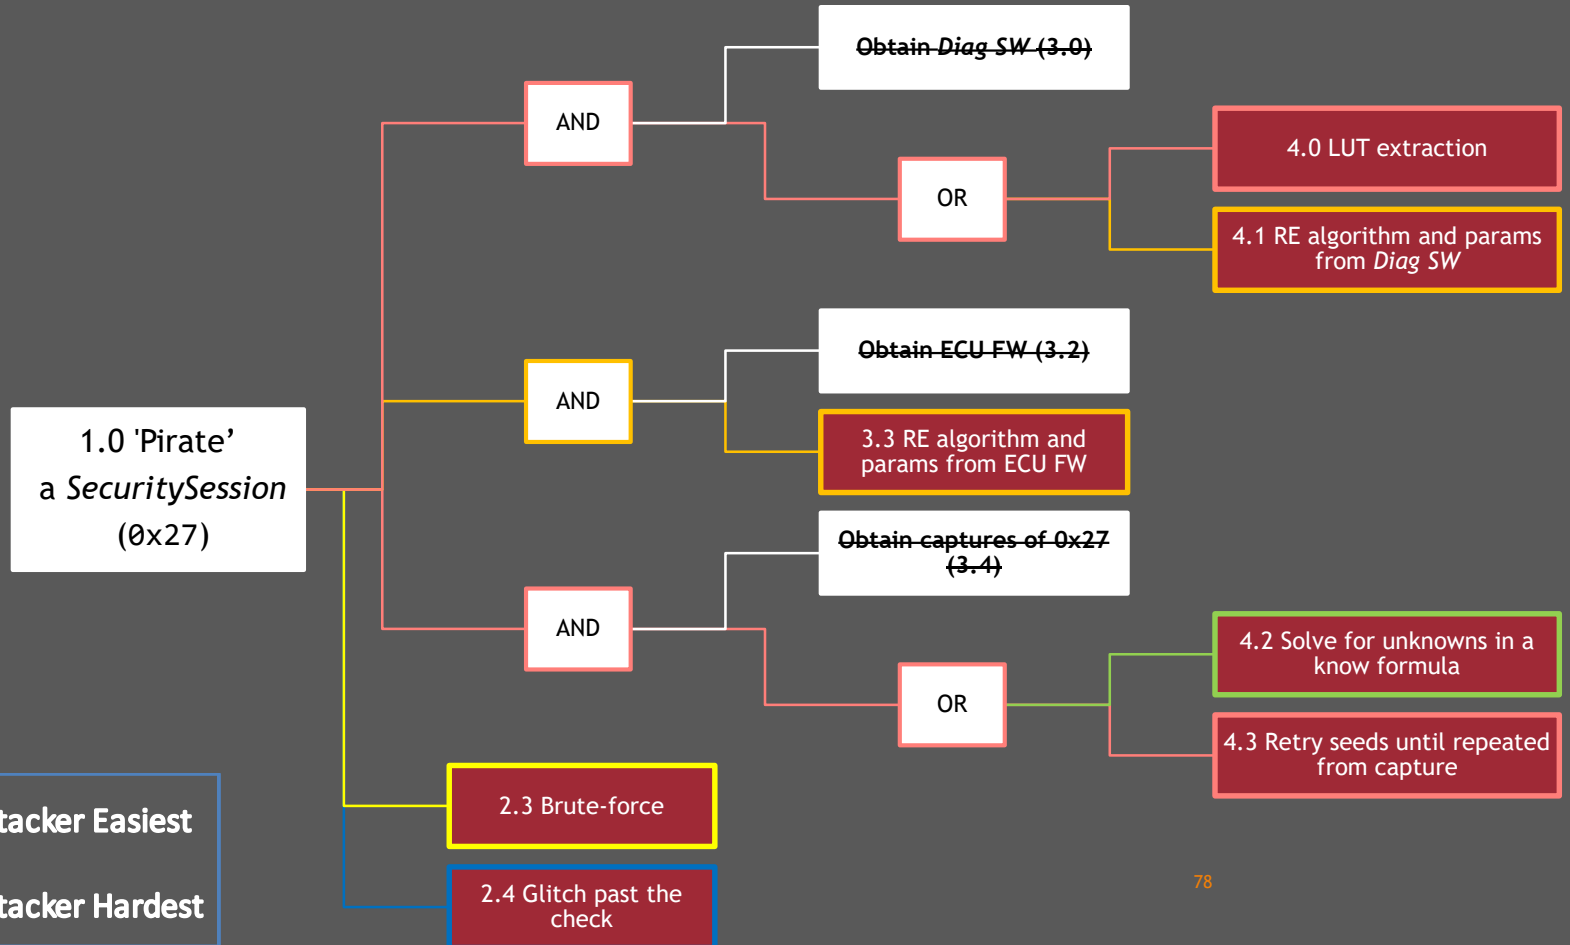 Obtain Diag SW (3.0)
AND
4.0 LUT extraction
OR
4.1 RE algorithm and params
from Diag SW
Obtain ECU FW (3.2)
AND
3.3 RE algorithm and
params from ECU FW
1.0 'Pirate’
a SecuritySession
(0x27)
Obtain captures of 0x27
(3.4)
AND
4.2 Solve for unknowns in a
know formula
OR
4.3 Retry seeds until repeated
from capture
2.3 Brute-force
tacker Easiest
2.4 Glitch past the
check
tacker Hardest
78